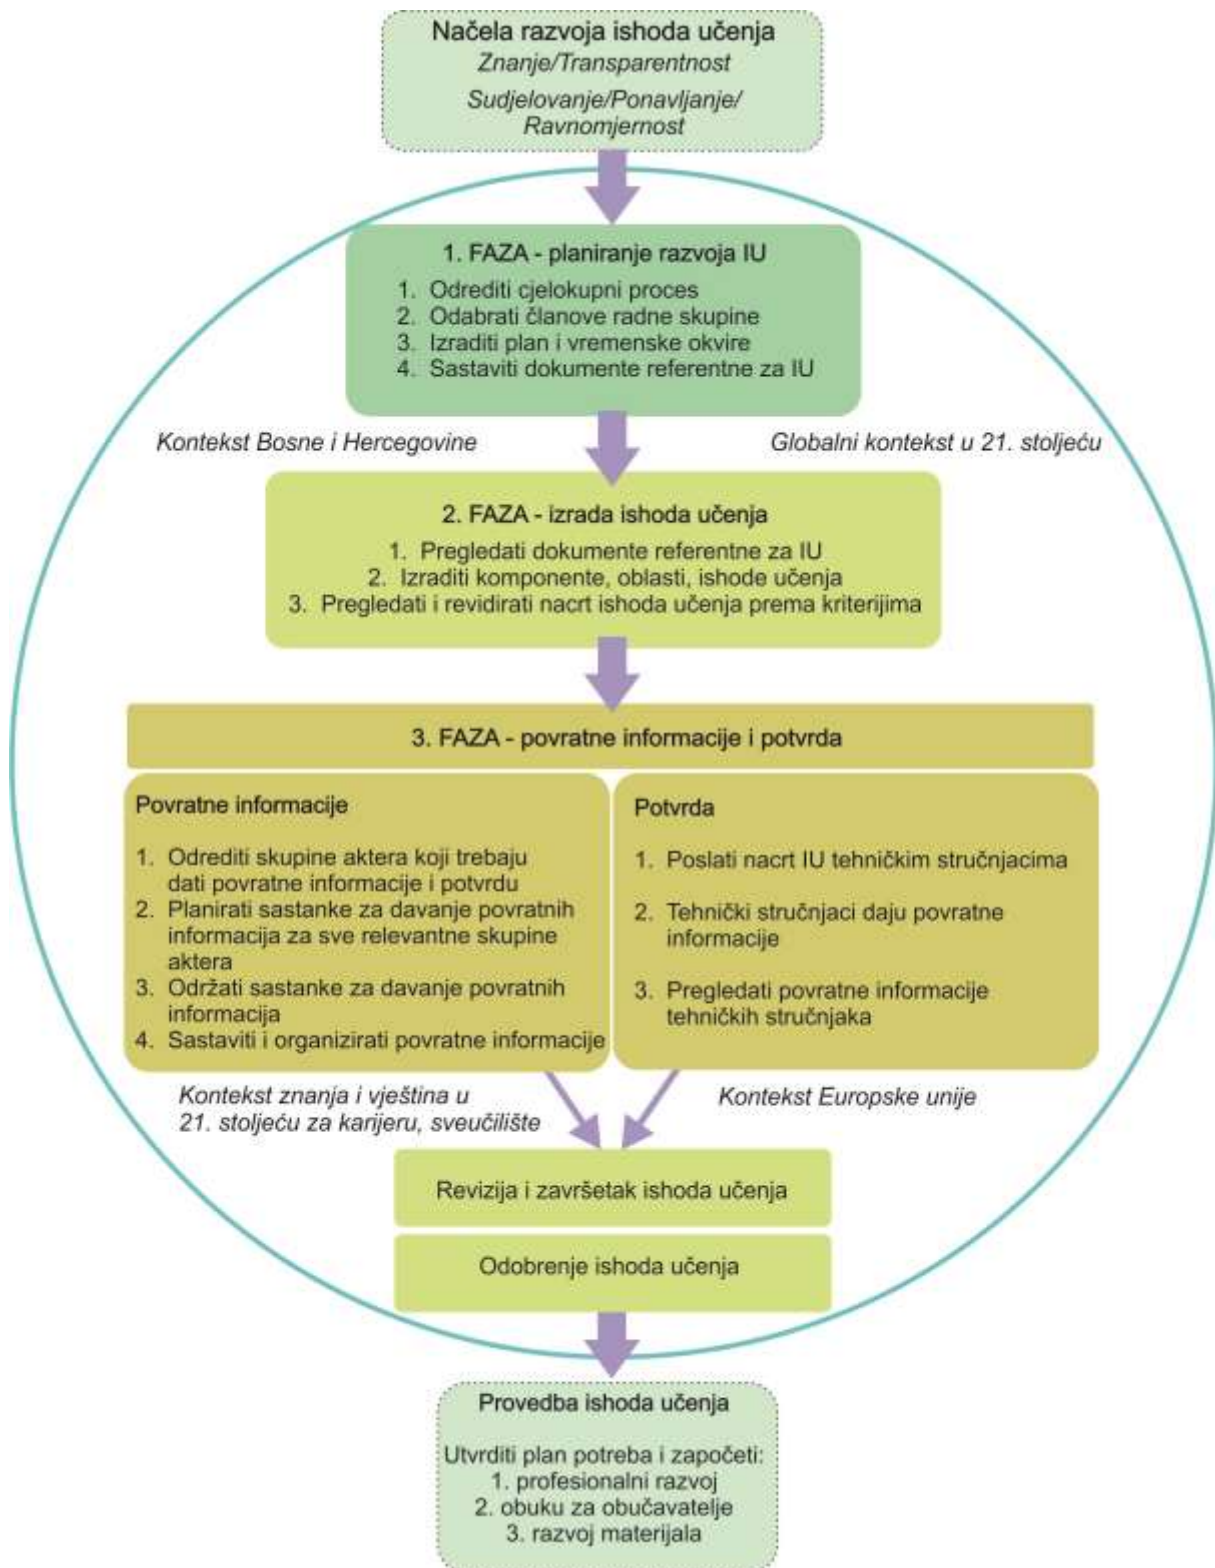 Načela razvoja ishoda učenja
Znanje/Transparentnost
Sudjelovanje/Ponavljanje/
Ravnomjernost
1. FAZA - planiranje razvoja IU
1. Odrediti cjelokupni proces
2. Odabrati članove radne skupine
3. Izraditi plan i vremenske okvire
4. Sastaviti dokumente referentne za IU
Kontekst Bosne i Hercegovine
Globalni kontekst u 21. stoljeću
2. FAZA - izrada ishoda učenja
1. Pregledati dokumente referentne za IU
2. Izraditi komponente, oblasti, ishode učenja
3. Pregledati i revidirati nacrt ishoda učenja prema kriterijima
3. FAZA - povratne informacije i potvrda
Povratne informacije
1. Odrediti skupine aktera koji trebaju
dati povratne informacije i potvrdu
2. Planirati sastanke za davanje povratnih
informacija za sve relevantne skupine
aktera
3. Održati sastanke za davanje povratnih
informacija
4. Sastaviti i organizirati povratne informacije
Potvrda
1. Poslati nacrt IU tehničkim stručnjacima
2. Tehnički stručnjaci daju povratne
informacije
3. Pregledati povratne informacije
tehničkih stručnjaka
Kontekst znanja i vještina u
21. stoljeću za karijeru, sveučilište
Kontekst Europske unije
Revizija i završetak ishoda učenja
Odobrenje ishoda učenja
Provedba ishoda učenja
Utvrditi plan potreba i započeti:
1. profesionalni razvoj
2. obuku za obučavatelje
3. razvoj materijala